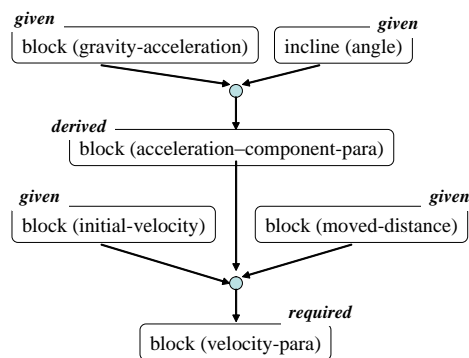 given
given
block (gravity-acceleration)
incline (angle)
derived
block (acceleration–component-para)
given
given
block (initial-velocity)
block (moved-distance)
required
block (velocity-para)